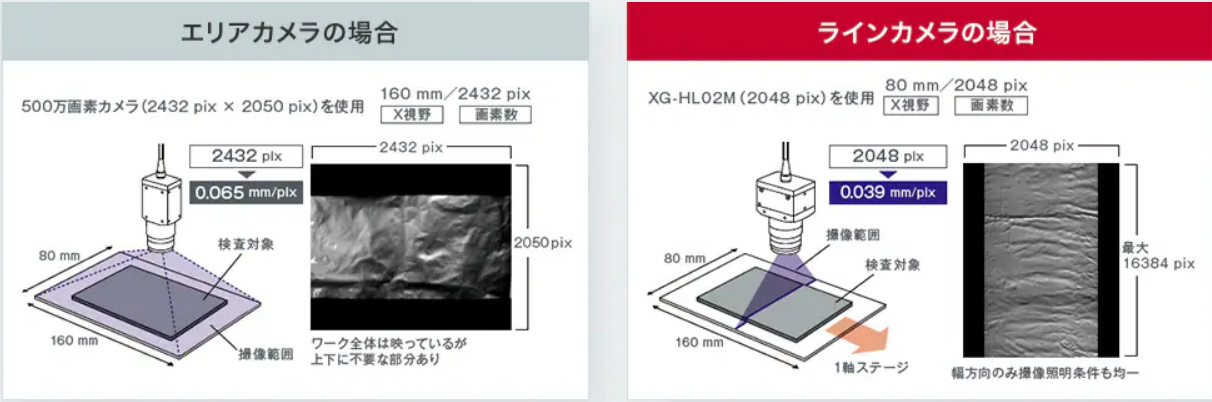 エリアカメラの場合
500万画素カメラ(2432 pix × 2050 pix)を使用
160 mm/2432 pix
X視野 画素数
2432 pix
0.065 mm/pix
2432 pix
2050 pix
検査対象
80 mm
160 mm
撮像範囲
ワーク全体は映っているが
上下に不要な部分あり
ラインカメラの場合
XG-HL02M(2048 pix)を使用
80 mm/2048 pix
X視野 画素数
2048 pix
0.039 mm/pix
2048 pix
最大
16384 pix
撮像範囲
検査対象
80 mm
160 mm
1軸ステージ
幅方向のみ撮像照明条件も均一